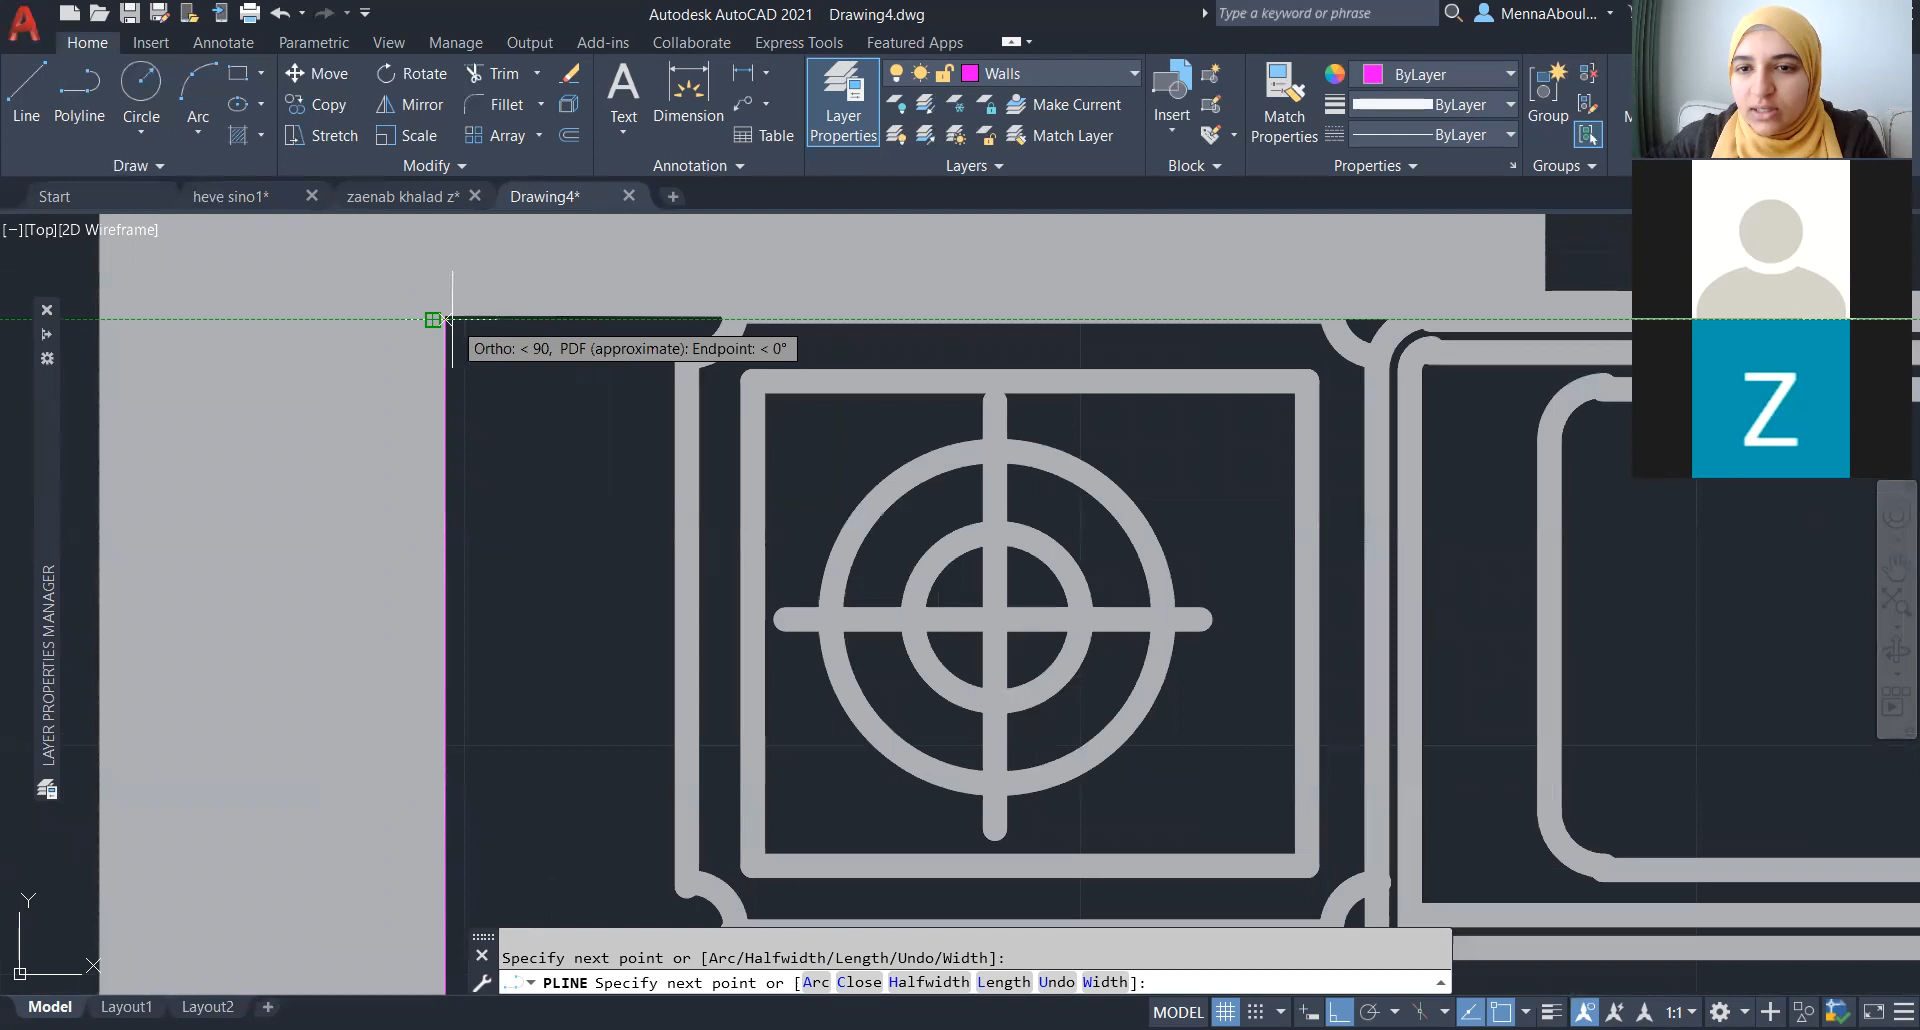 Autodesk AutoCAD 2021 Drawing4.dwg
Type a keyword or phrase
MennaAboul...
Home Insert Annotate Parametric View Manage Output Add-ins Collaborate Express Tools Featured Apps
Line Polyline Circle Arc
Move Rotate Trim
Copy Mirror Fillet
Stretch Scale Array
Text Dimension Table
Layer Properties
Walls
Make Current
Match Layer
Insert
Match Properties
ByLayer
ByLayer
ByLayer
Group
Draw Modify Annotation Layers Block Properties Groups
Start heve sino1* zaenab khalad z* Drawing4*
[−][Top][2D Wireframe]
Ortho: < 90, PDF (approximate): Endpoint: < 0°
Z
LAYER PROPERTIES MANAGER
Y
X
Specify next point or [Arc/Halfwidth/Length/Undo/Width]:
PLINE Specify next point or [Arc Close Halfwidth Length Undo Width]:
Model Layout1 Layout2
MODEL 1:1